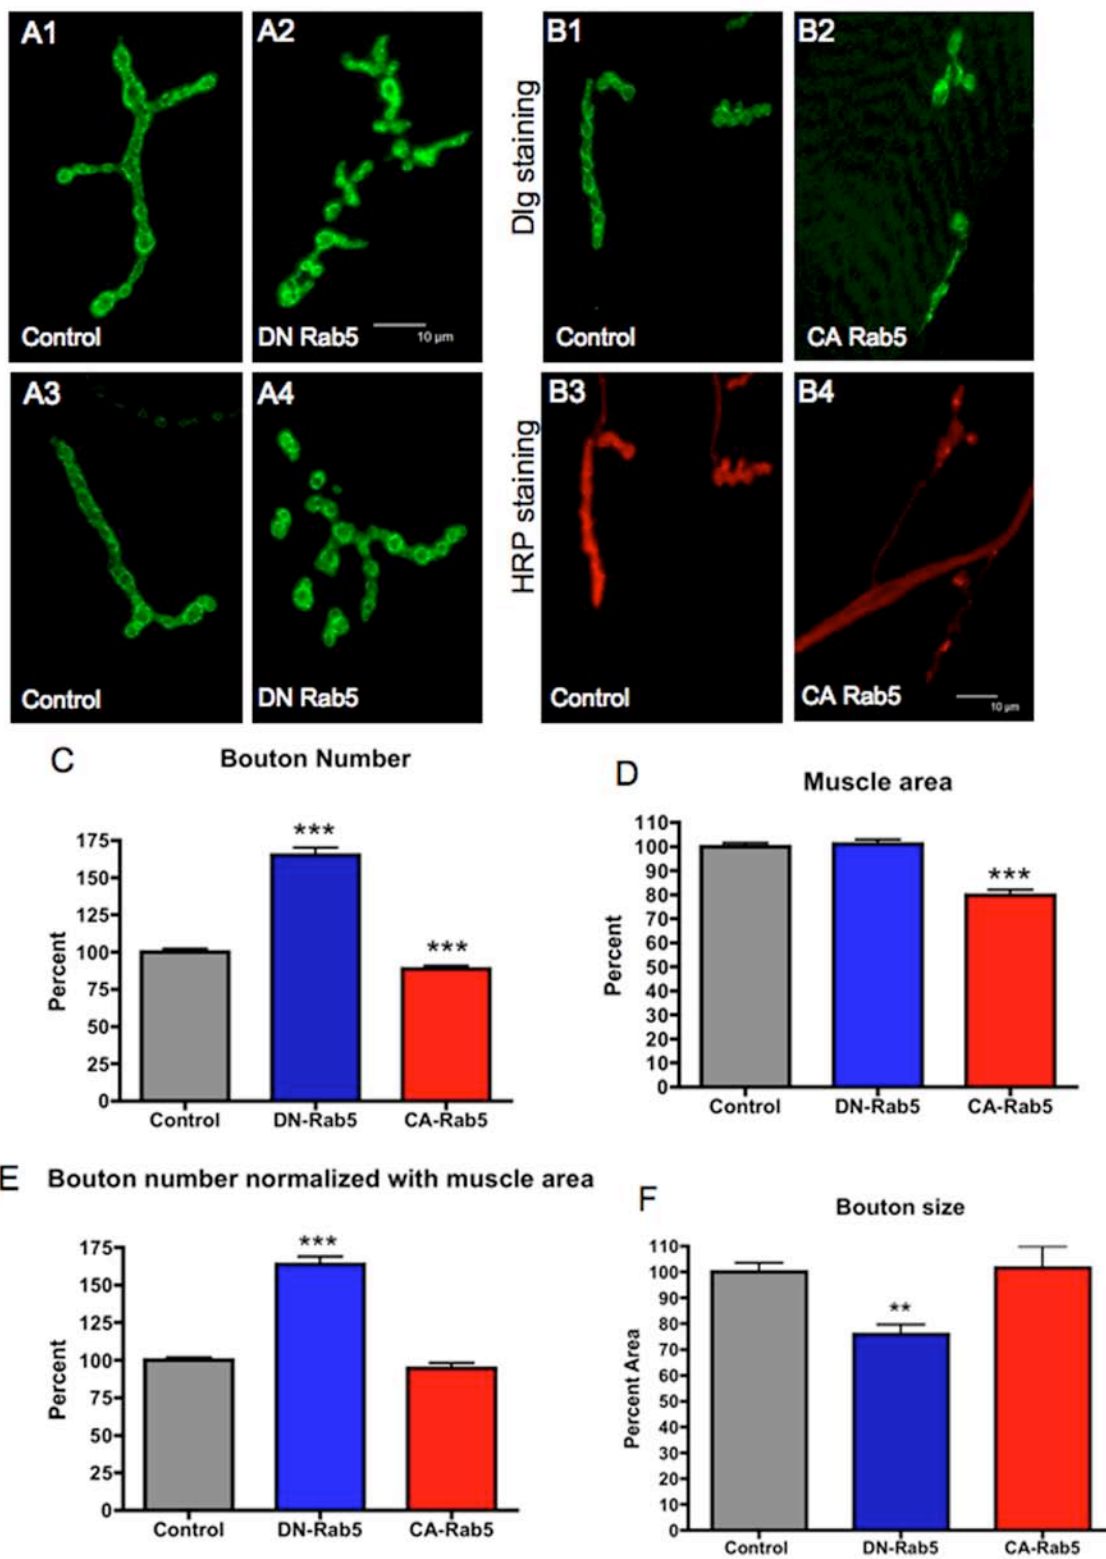 A1
A2
B1
B2
Dlg staining
Control
DN Rab5
10 µm
Control
CA Rab5
A3
A4
B3
B4
HRP staining
Control
DN Rab5
Control
CA Rab5
10 µm
C
Bouton Number
Percent
175
150
125
100
75
50
25
0
***
***
Control
DN-Rab5
CA-Rab5
D
Muscle area
Percent
110
100
90
80
70
60
50
40
30
20
10
0
***
Control
DN-Rab5
CA-Rab5
E
Bouton number normalized with muscle area
Percent
175
150
125
100
75
50
25
0
***
Control
DN-Rab5
CA-Rab5
F
Bouton size
Percent Area
110
100
90
80
70
60
50
40
30
20
10
0
**
Control
DN-Rab5
CA-Rab5